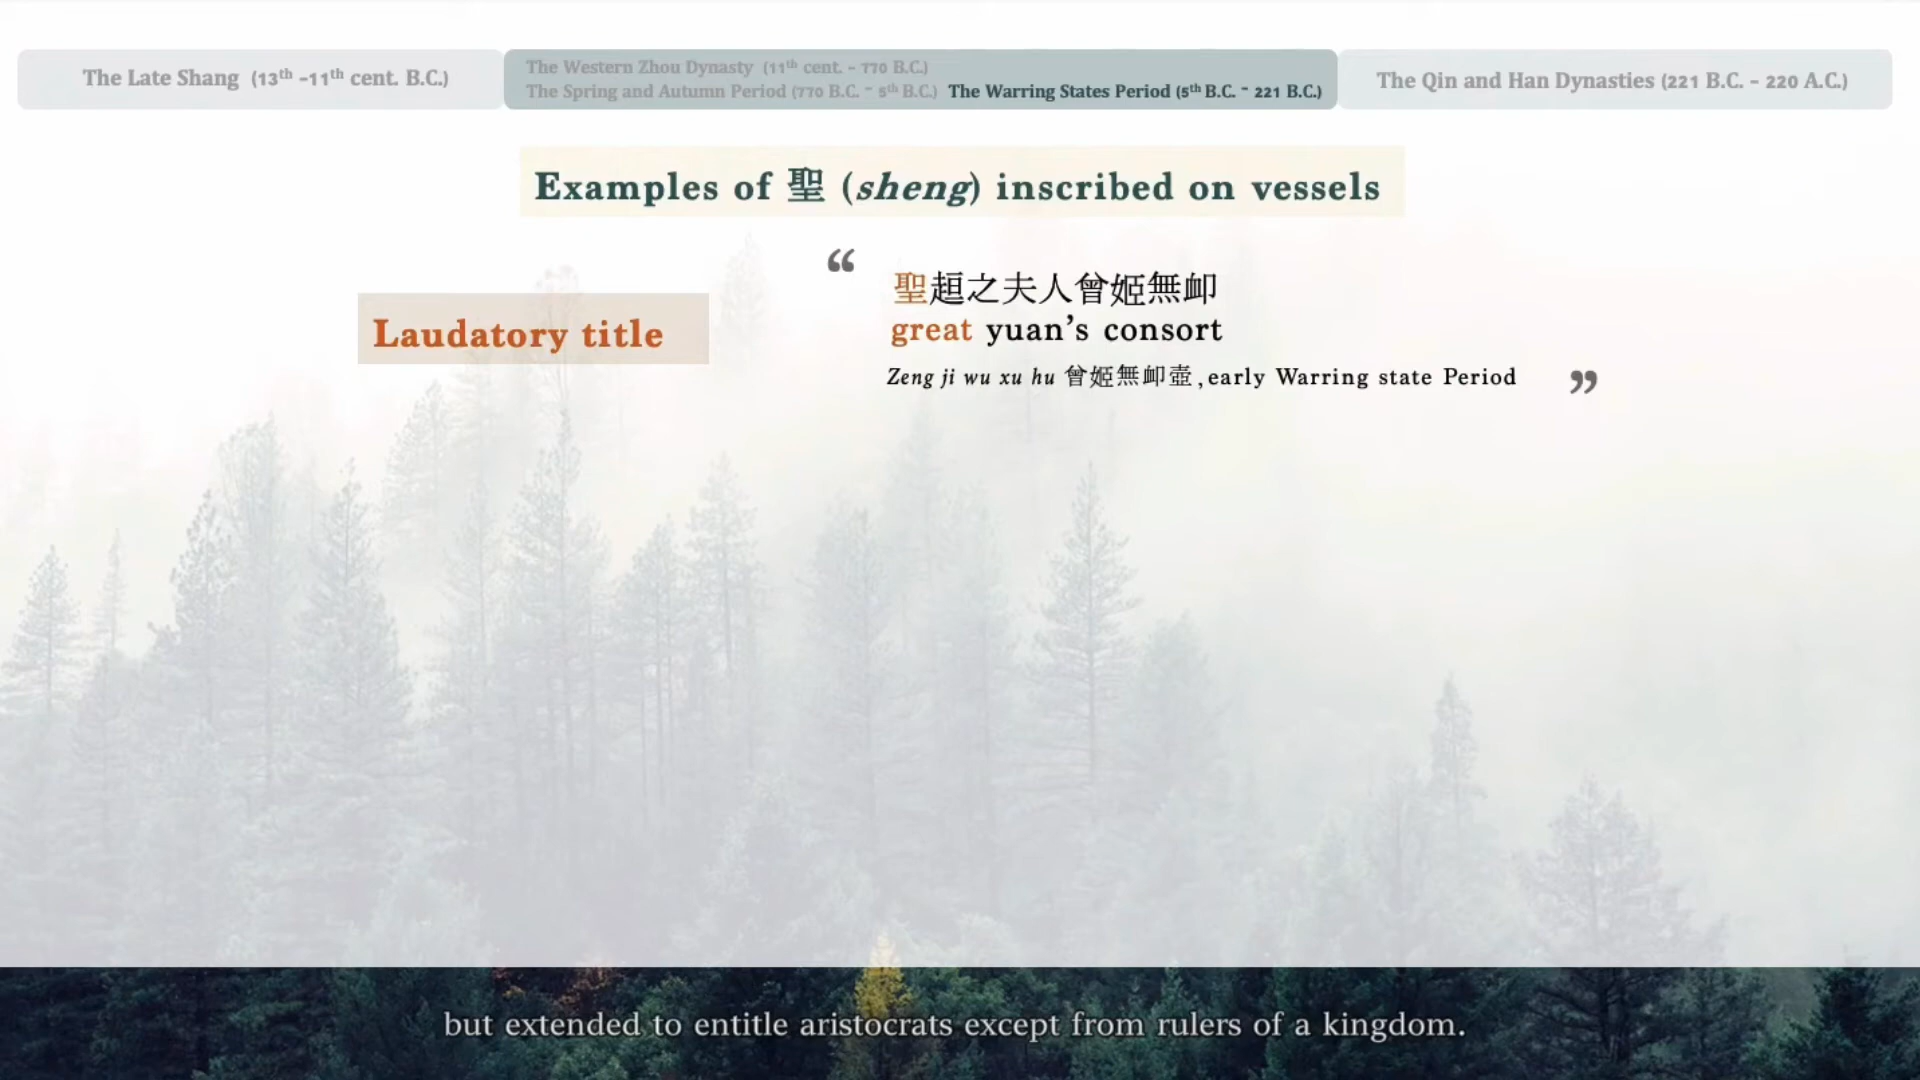 The Late Shang (13th -11th cent. B.C.)
The Western Zhou Dynasty (11th cent. - 770 B.C.)
The Spring and Autumn Period (770 B.C. - 5th B.C.) The Warring States Period (5th B.C. - 221 B.C.)
The Qin and Han Dynasties (221 B.C. - 220 A.C.)
Examples of 聖 (sheng) inscribed on vessels
Laudatory title
“
聖趄之夫人曾姬無卹
great yuan’s consort
Zeng ji wu xu hu 曾姬無卹壺, early Warring state Period
”
but extended to entitle aristocrats except from rulers of a kingdom.